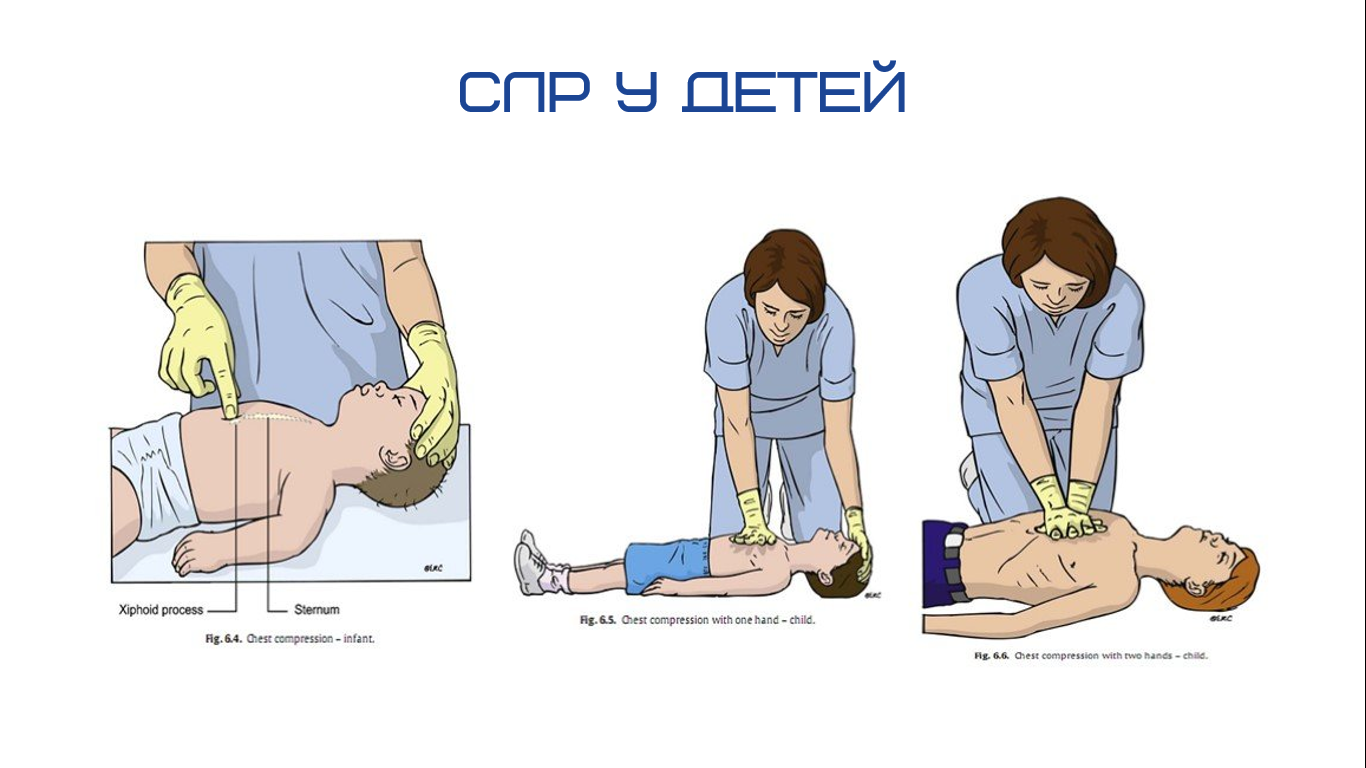 СЛР У ДЕТЕЙ
Xiphoid process
Sternum
Fig. 6.4. Chest compression – infant.
Fig. 6.5. Chest compression with one hand – child.
Fig. 6.6. Chest compression with two hands – child.